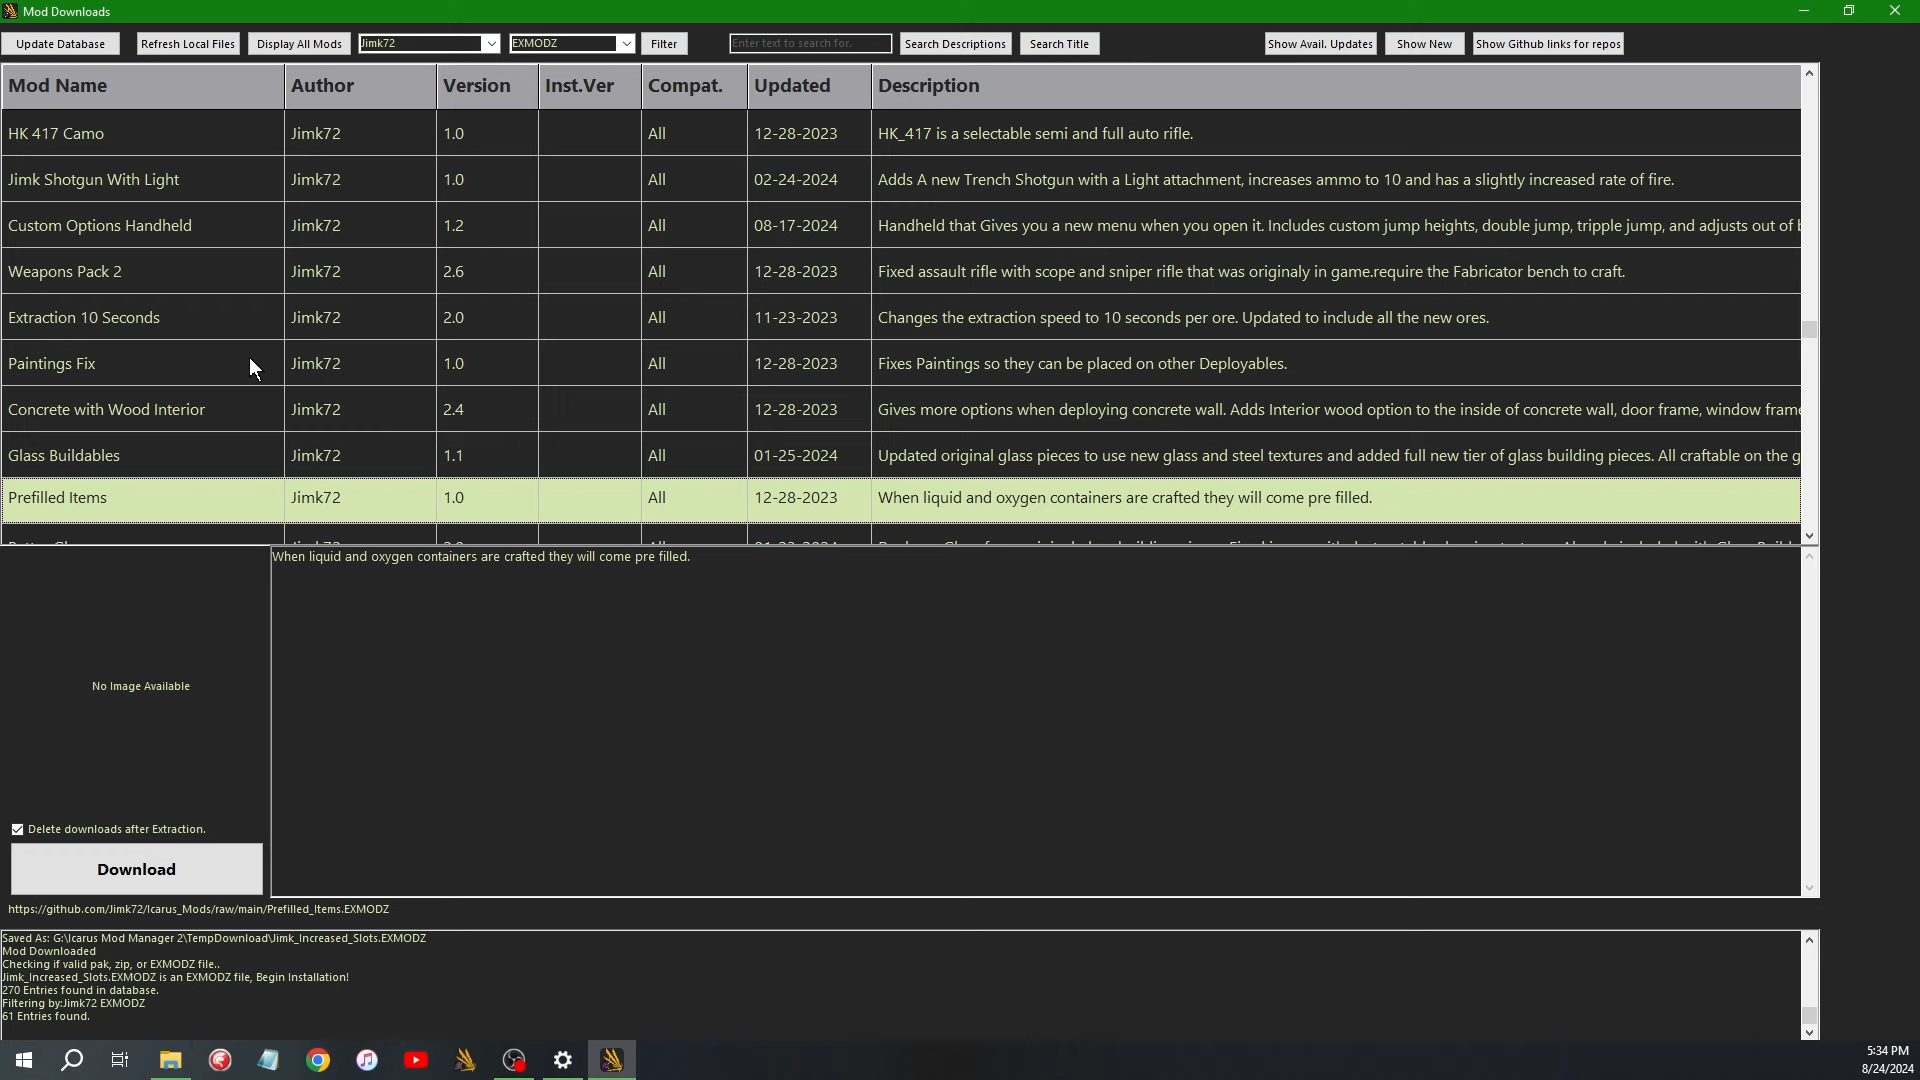 Mod Downloads
Update Database Refresh Local Files Display All Mods Jimk72 EXMODZ Filter Enter text to search for. Search Descriptions Search Title Show Avail. Updates Show New Show Github links for repos
Mod Name Author Version Inst.Ver Compat. Updated Description
HK 417 Camo Jimk72 1.0 All 12-28-2023 HK_417 is a selectable semi and full auto rifle.
Jimk Shotgun With Light Jimk72 1.0 All 02-24-2024 Adds A new Trench Shotgun with a Light attachment, increases ammo to 10 and has a slightly increased rate of fire.
Custom Options Handheld Jimk72 1.2 All 08-17-2024 Handheld that Gives you a new menu when you open it. Includes custom jump heights, double jump, tripple jump, and adjusts out of
Weapons Pack 2 Jimk72 2.6 All 12-28-2023 Fixed assault rifle with scope and sniper rifle that was originaly in game.require the Fabricator bench to craft.
Extraction 10 Seconds Jimk72 2.0 All 11-23-2023 Changes the extraction speed to 10 seconds per ore. Updated to include all the new ores.
Paintings Fix Jimk72 1.0 All 12-28-2023 Fixes Paintings so they can be placed on other Deployables.
Concrete with Wood Interior Jimk72 2.4 All 12-28-2023 Gives more options when deploying concrete wall. Adds Interior wood option to the inside of concrete wall, door frame, window frame
Glass Buildables Jimk72 1.1 All 01-25-2024 Updated original glass pieces to use new glass and steel textures and added full new tier of glass building pieces. All craftable on the g
Prefilled Items Jimk72 1.0 All 12-28-2023 When liquid and oxygen containers are crafted they will come pre filled.
When liquid and oxygen containers are crafted they will come pre filled.
No Image Available
Delete downloads after Extraction.
Download
https://github.com/Jimk72/Icarus_Mods/raw/main/Prefilled_Items.EXMODZ
Saved As: G:\Icarus Mod Manager 2\TempDownload\Jimk_Increased_Slots.EXMODZ
Mod Downloaded
Checking if valid pak, zip, or EXMODZ file..
Jimk_Increased_Slots.EXMODZ is an EXMODZ file, Begin Installation!
270 Entries found in database.
Filtering by:Jimk72 EXMODZ
61 Entries found.
5:34 PM
8/24/2024